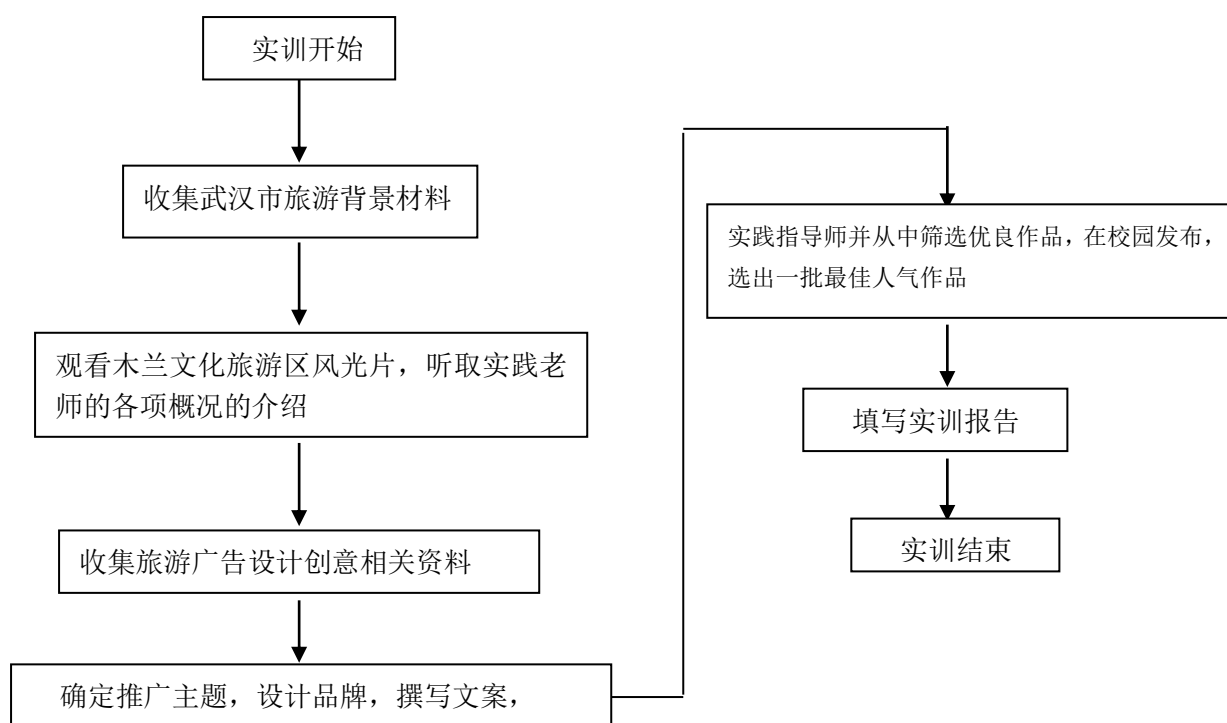 实训开始
收集武汉市旅游背景材料
观看木兰文化旅游区风光片，听取实践老
师的各项概况的介绍
收集旅游广告设计创意相关资料
确定推广主题，设计品牌，撰写文案，
实践指导师并从中筛选优良作品，在校园发布，
选出一批最佳人气作品
填写实训报告
实训结束